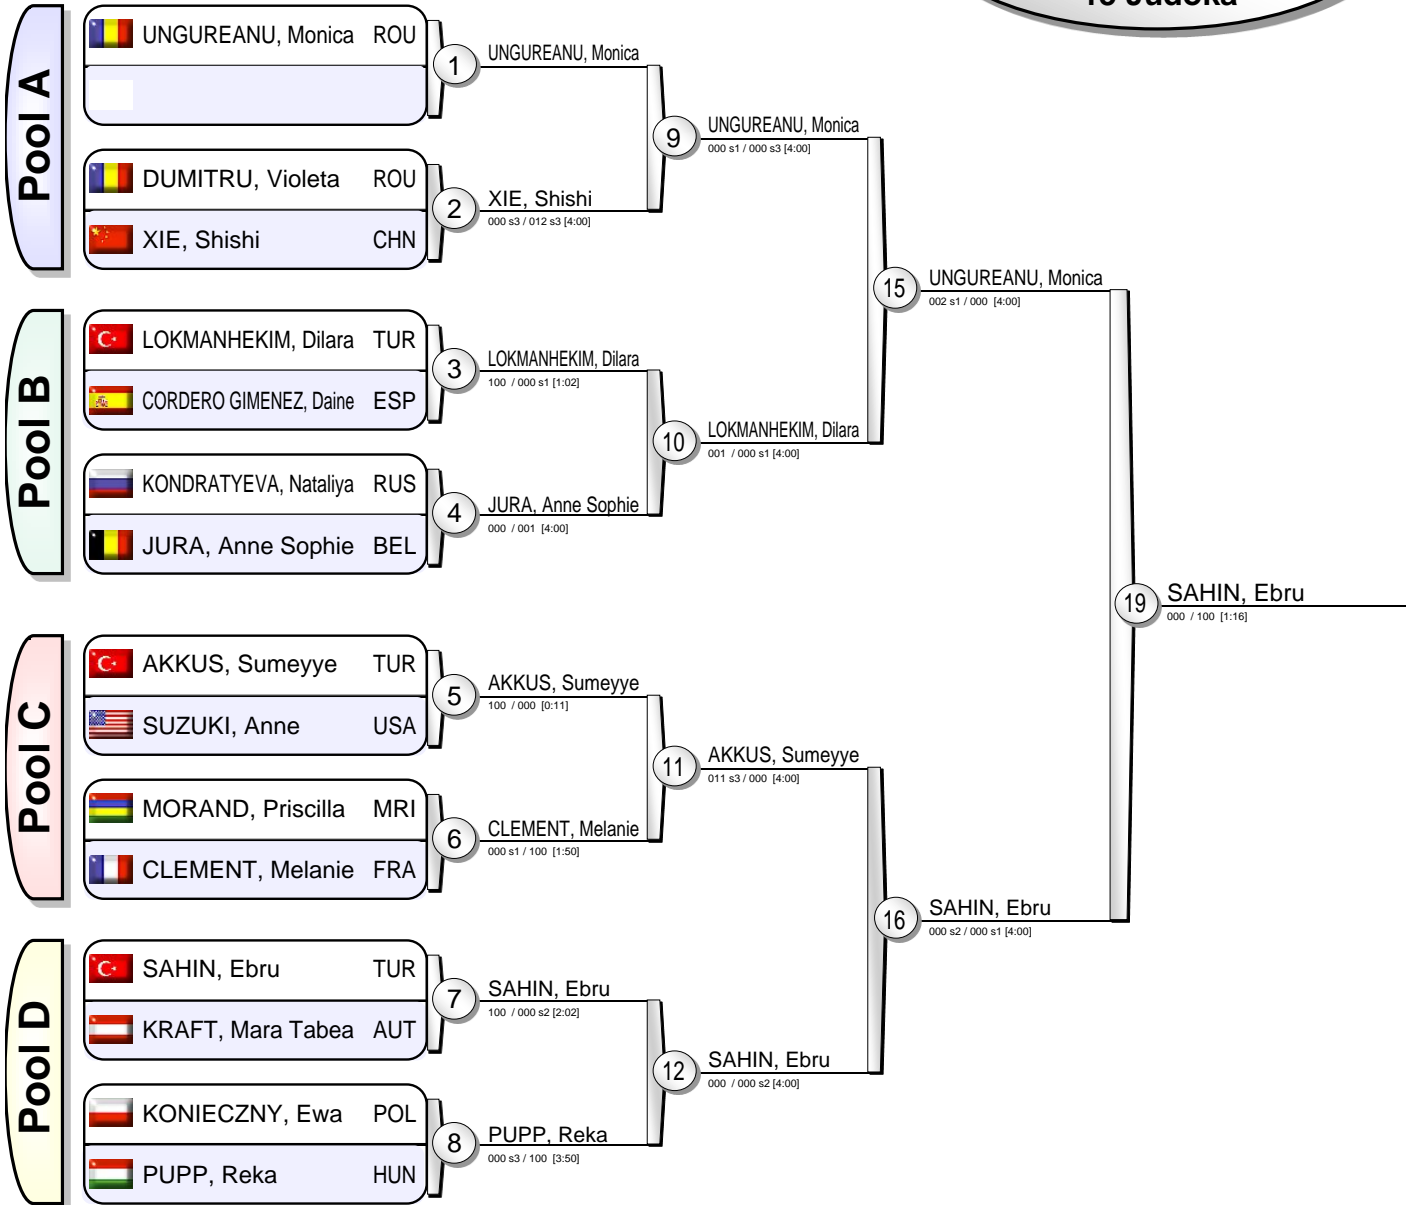 Pool A
UNGUREANU, Monica ROU
1
UNGUREANU, Monica
DUMITRU, Violeta ROU
XIE, Shishi CHN
2
XIE, Shishi
000 s3 / 012 s3 [4:00]
9
UNGUREANU, Monica
000 s1 / 000 s3 [4:00]
Pool B
LOKMANHEKIM, Dilara TUR
CORDERO GIMENEZ, Daine ESP
3
LOKMANHEKIM, Dilara
100 / 000 s1 [1:02]
KONDRATYEVA, Nataliya RUS
JURA, Anne Sophie BEL
4
JURA, Anne Sophie
000 / 001 [4:00]
10
LOKMANHEKIM, Dilara
001 / 000 s1 [4:00]
15
UNGUREANU, Monica
002 s1 / 000 [4:00]
Pool C
AKKUS, Sumeyye TUR
SUZUKI, Anne USA
5
AKKUS, Sumeyye
100 / 000 [0:11]
MORAND, Priscilla MRI
CLEMENT, Melanie FRA
6
CLEMENT, Melanie
000 s1 / 100 [1:50]
11
AKKUS, Sumeyye
011 s3 / 000 [4:00]
Pool D
SAHIN, Ebru TUR
KRAFT, Mara Tabea AUT
7
SAHIN, Ebru
100 / 000 s2 [2:02]
KONIECZNY, Ewa POL
PUPP, Reka HUN
8
PUPP, Reka
000 s3 / 100 [3:50]
12
SAHIN, Ebru
000 / 000 s2 [4:00]
16
SAHIN, Ebru
000 s2 / 000 s1 [4:00]
19
SAHIN, Ebru
000 / 100 [1:16]